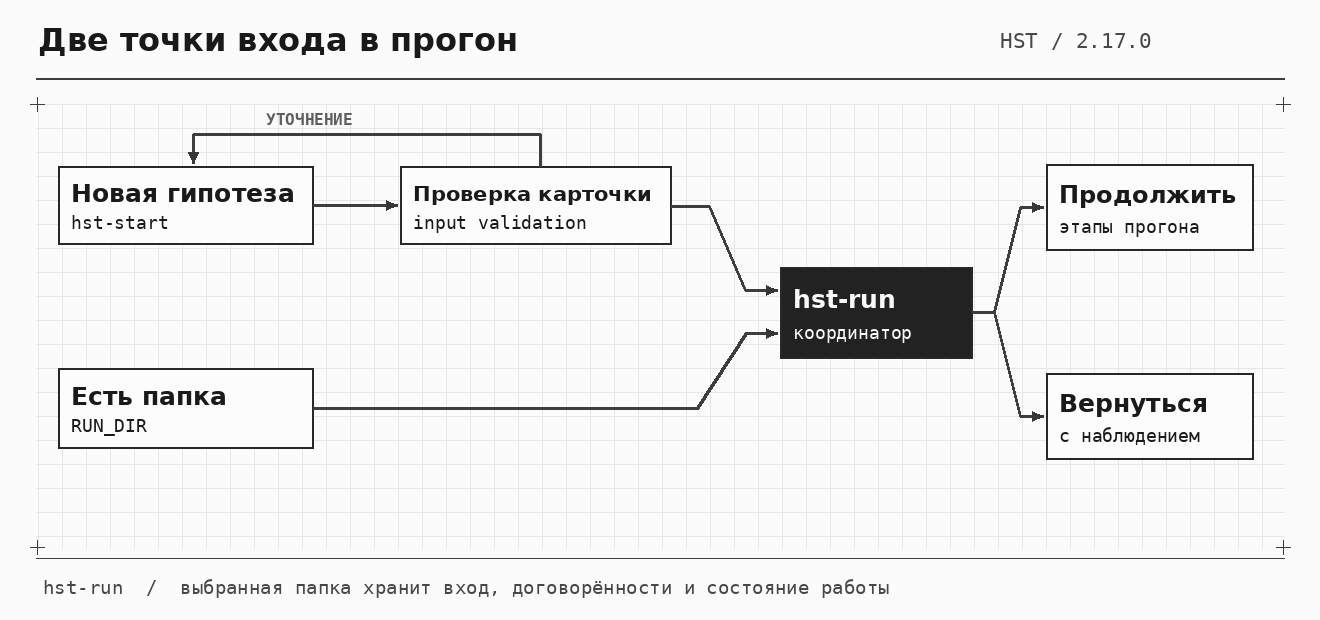 Две точки входа в прогон
HST / 2.17.0
УТОЧНЕНИЕ
Новая гипотеза
hst-start
Проверка карточки
input validation
Есть папка
RUN_DIR
hst-run
координатор
Продолжить
этапы прогона
Вернуться
с наблюдением
hst-run / выбранная папка хранит вход, договорённости и состояние работы